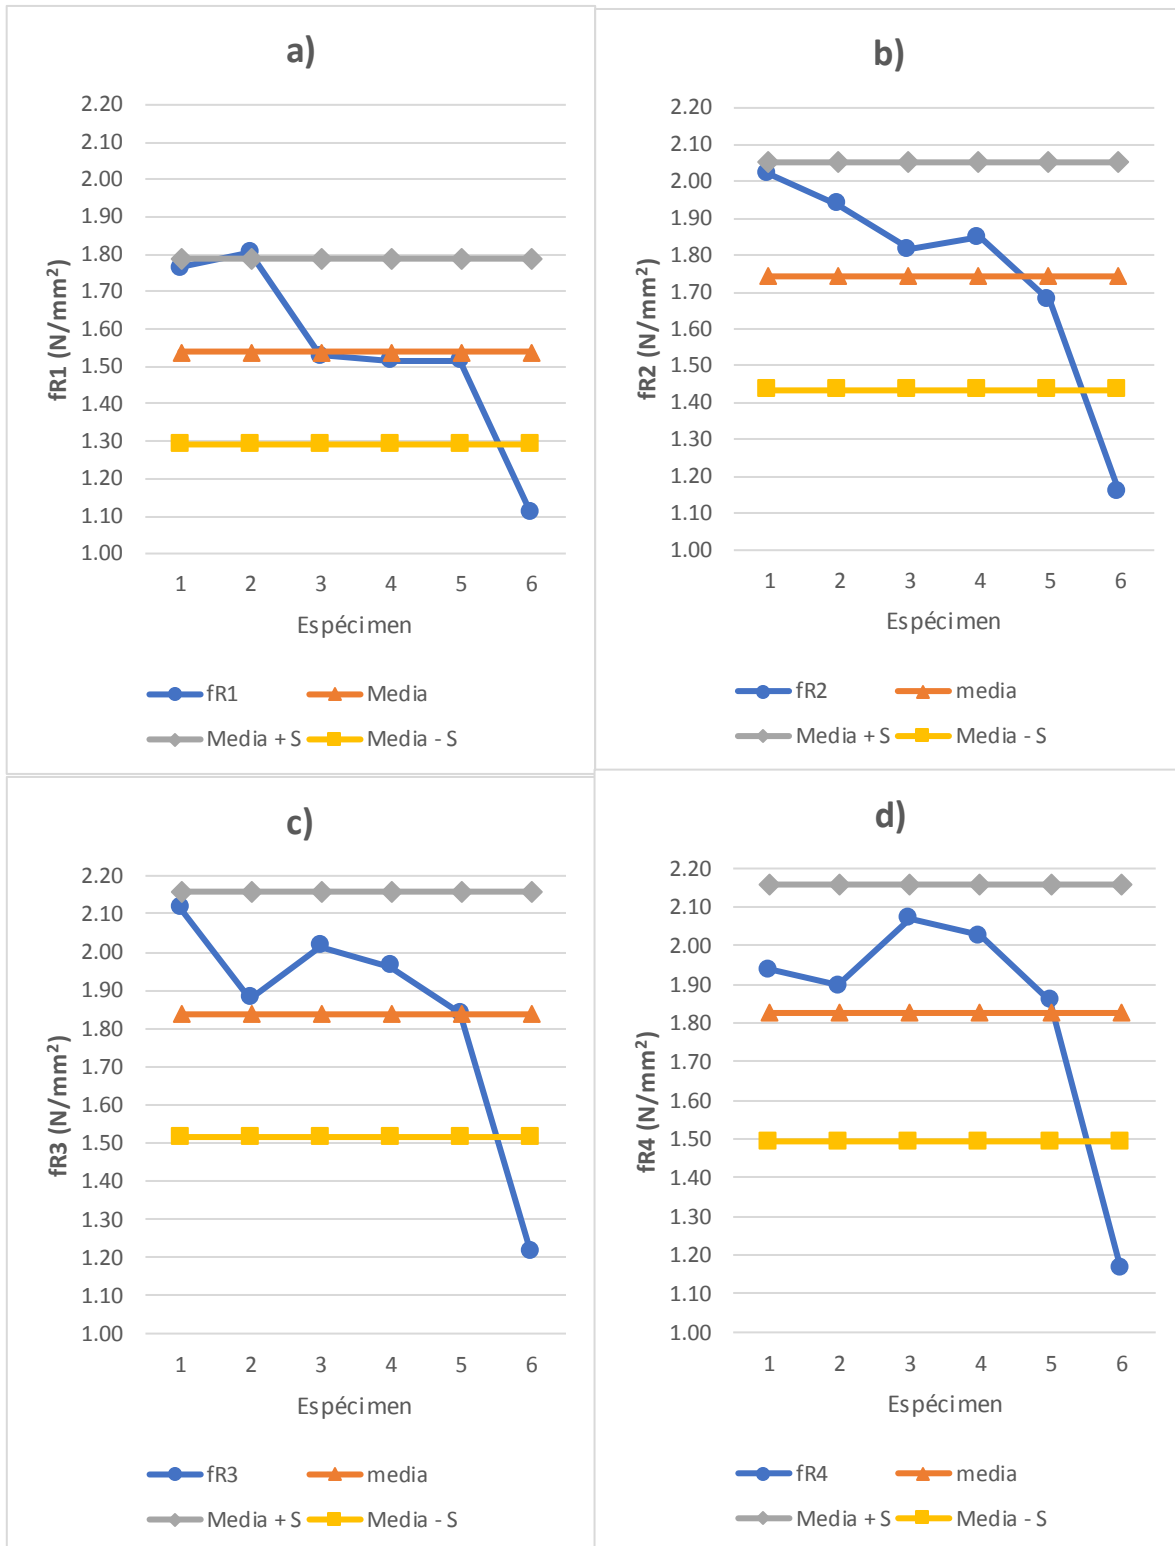 a)
2.20
2.10
2.00
1.90
1.80
1.70
1.60
1.50
1.40
1.30
1.20
1.10
1.00
fR1 (N/mm²)
1 2 3 4 5 6
Espécimen
fR1 Media
Media + S Media - S
b)
2.20
2.10
2.00
1.90
1.80
1.70
1.60
1.50
1.40
1.30
1.20
1.10
1.00
fR2 (N/mm²)
1 2 3 4 5 6
Espécimen
fR2 media
Media + S Media - S
c)
2.20
2.10
2.00
1.90
1.80
1.70
1.60
1.50
1.40
1.30
1.20
1.10
1.00
fR3 (N/mm²)
1 2 3 4 5 6
Espécimen
fR3 media
Media + S Media - S
d)
2.20
2.10
2.00
1.90
1.80
1.70
1.60
1.50
1.40
1.30
1.20
1.10
1.00
fR4 (N/mm²)
1 2 3 4 5 6
Espécimen
fR4 media
Media + S Media - S